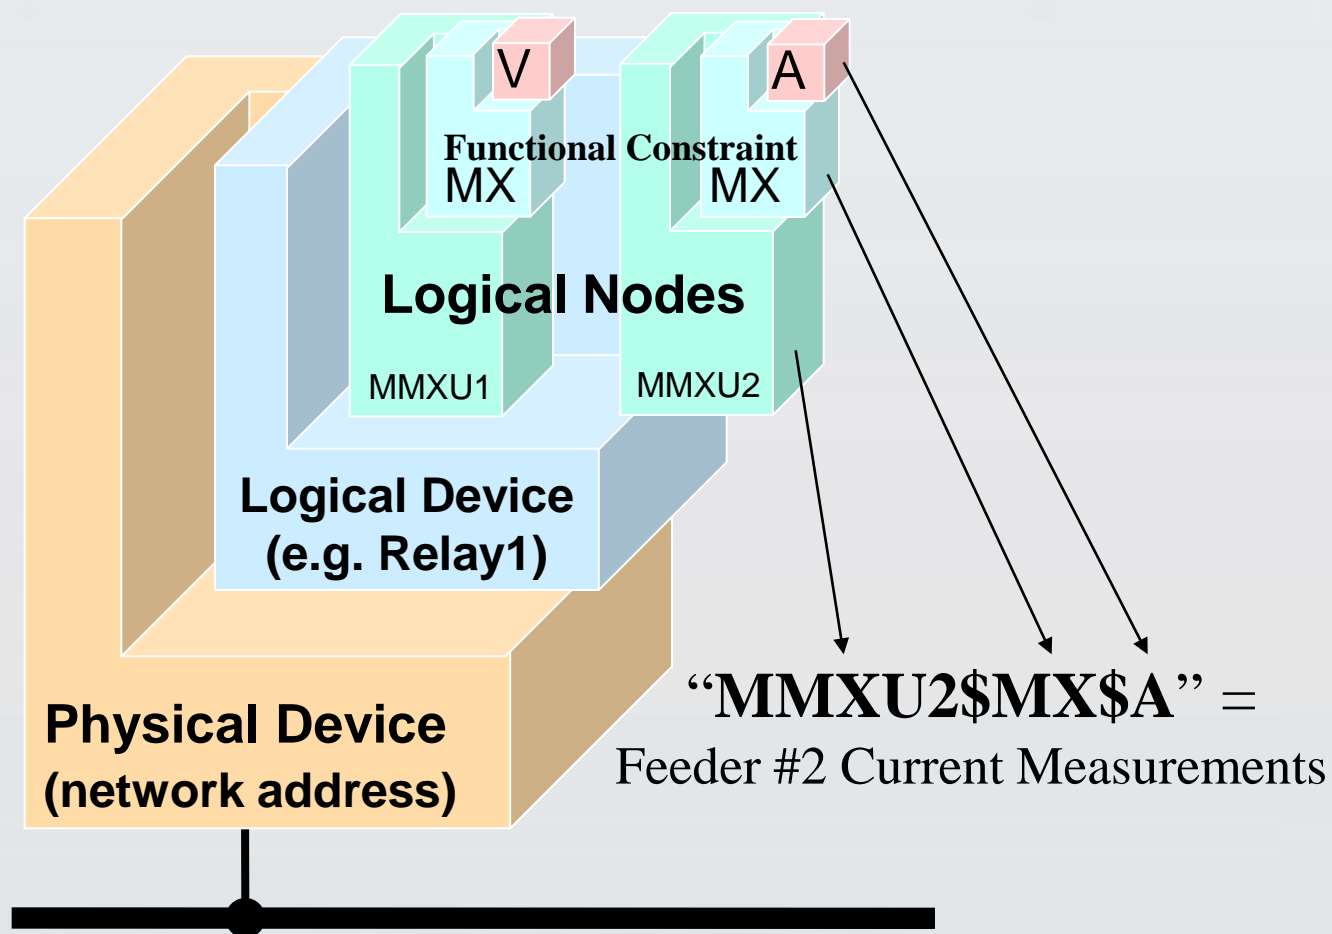 V
A
Functional Constraint
MX
MX
Logical Nodes
MMXU1
MMXU2
Logical Device
(e.g. Relay1)
“MMXU2$MX$A” =
Physical Device
Feeder #2 Current Measurements
(network address)